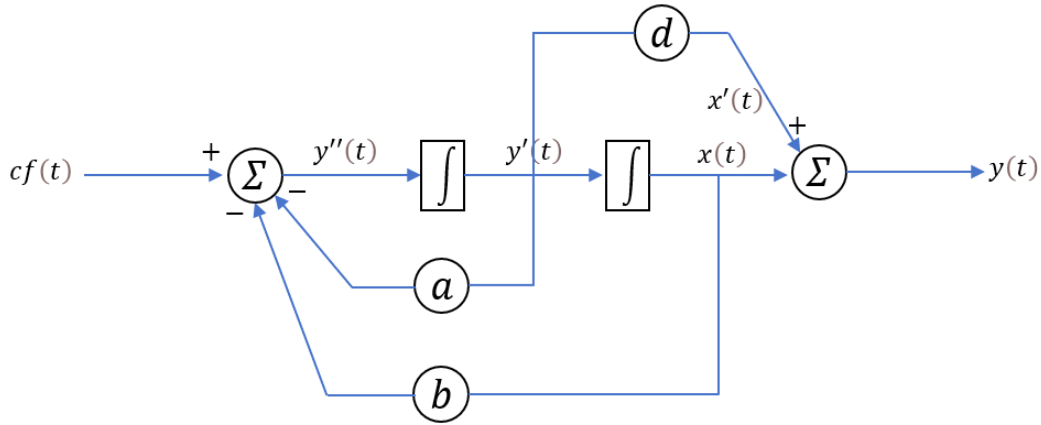 d
x′(t)
+
+
y′′(t)
y′(t)
x(t)
cf(t)
Σ
∫
∫
Σ
y(t)
−
−
a
b